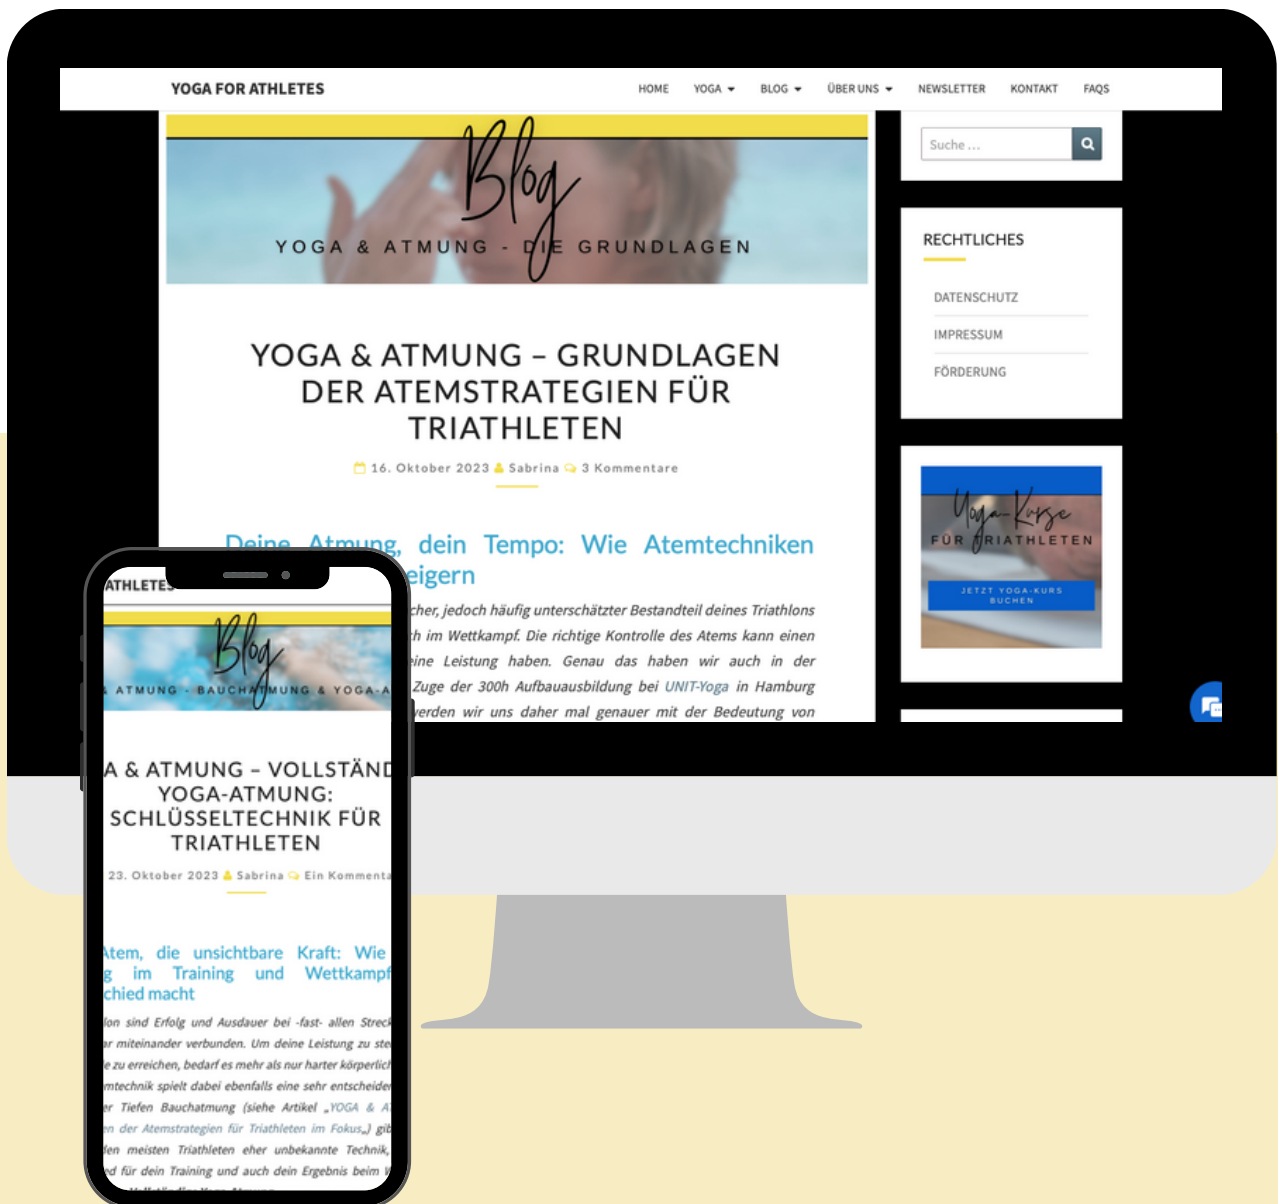 YOGA FOR ATHLETES
HOME YOGA BLOG ÜBER UNS NEWSLETTER KONTAKT FAQS
Blog
YOGA & ATMUNG - DIE GRUNDLAGEN
YOGA & ATMUNG – GRUNDLAGEN
DER ATEMSTRATEGIEN FÜR
TRIATHLETEN
16. Oktober 2023 Sabrina 3 Kommentare
Deine Atmung, dein Tempo: Wie Atemtechniken
eigern
cher, jedoch häufig unterschätzter Bestandteil deines Triathlons
ch im Wettkampf. Die richtige Kontrolle des Atems kann einen
eine Leistung haben. Genau das haben wir auch in der
Zuge der 300h Aufbauausbildung bei UNIT-Yoga in Hamburg
werden wir uns daher mal genauer mit der Bedeutung von
Suche …
RECHTLICHES
DATENSCHUTZ
IMPRESSUM
FÖRDERUNG
Yoga-Kurse
FÜR TRIATHLETEN
JETZT YOGA-KURS
BUCHEN
ATHLETES
Blog
& ATMUNG - BAUCHATMUNG & YOGA-A
A & ATMUNG – VOLLSTÄND
YOGA-ATMUNG:
SCHLÜSSELTECHNIK FÜR
TRIATHLETEN
23. Oktober 2023 Sabrina Ein Kommenta
Atem, die unsichtbare Kraft: Wie
g im Training und Wettkampf
chied macht
lon sind Erfolg und Ausdauer bei -fast- allen Streck
ar miteinander verbunden. Um deine Leistung zu ste
e zu erreichen, bedarf es mehr als nur harter körperlich
mtechnik spielt dabei ebenfalls eine sehr entscheiden
er Tiefen Bauchatmung (siehe Artikel „YOGA & AT
en der Atemstrategien für Triathleten im Fokus„) gib
den meisten Triathleten eher unbekannte Technik,
ed für dein Training und auch dein Ergebnis beim W